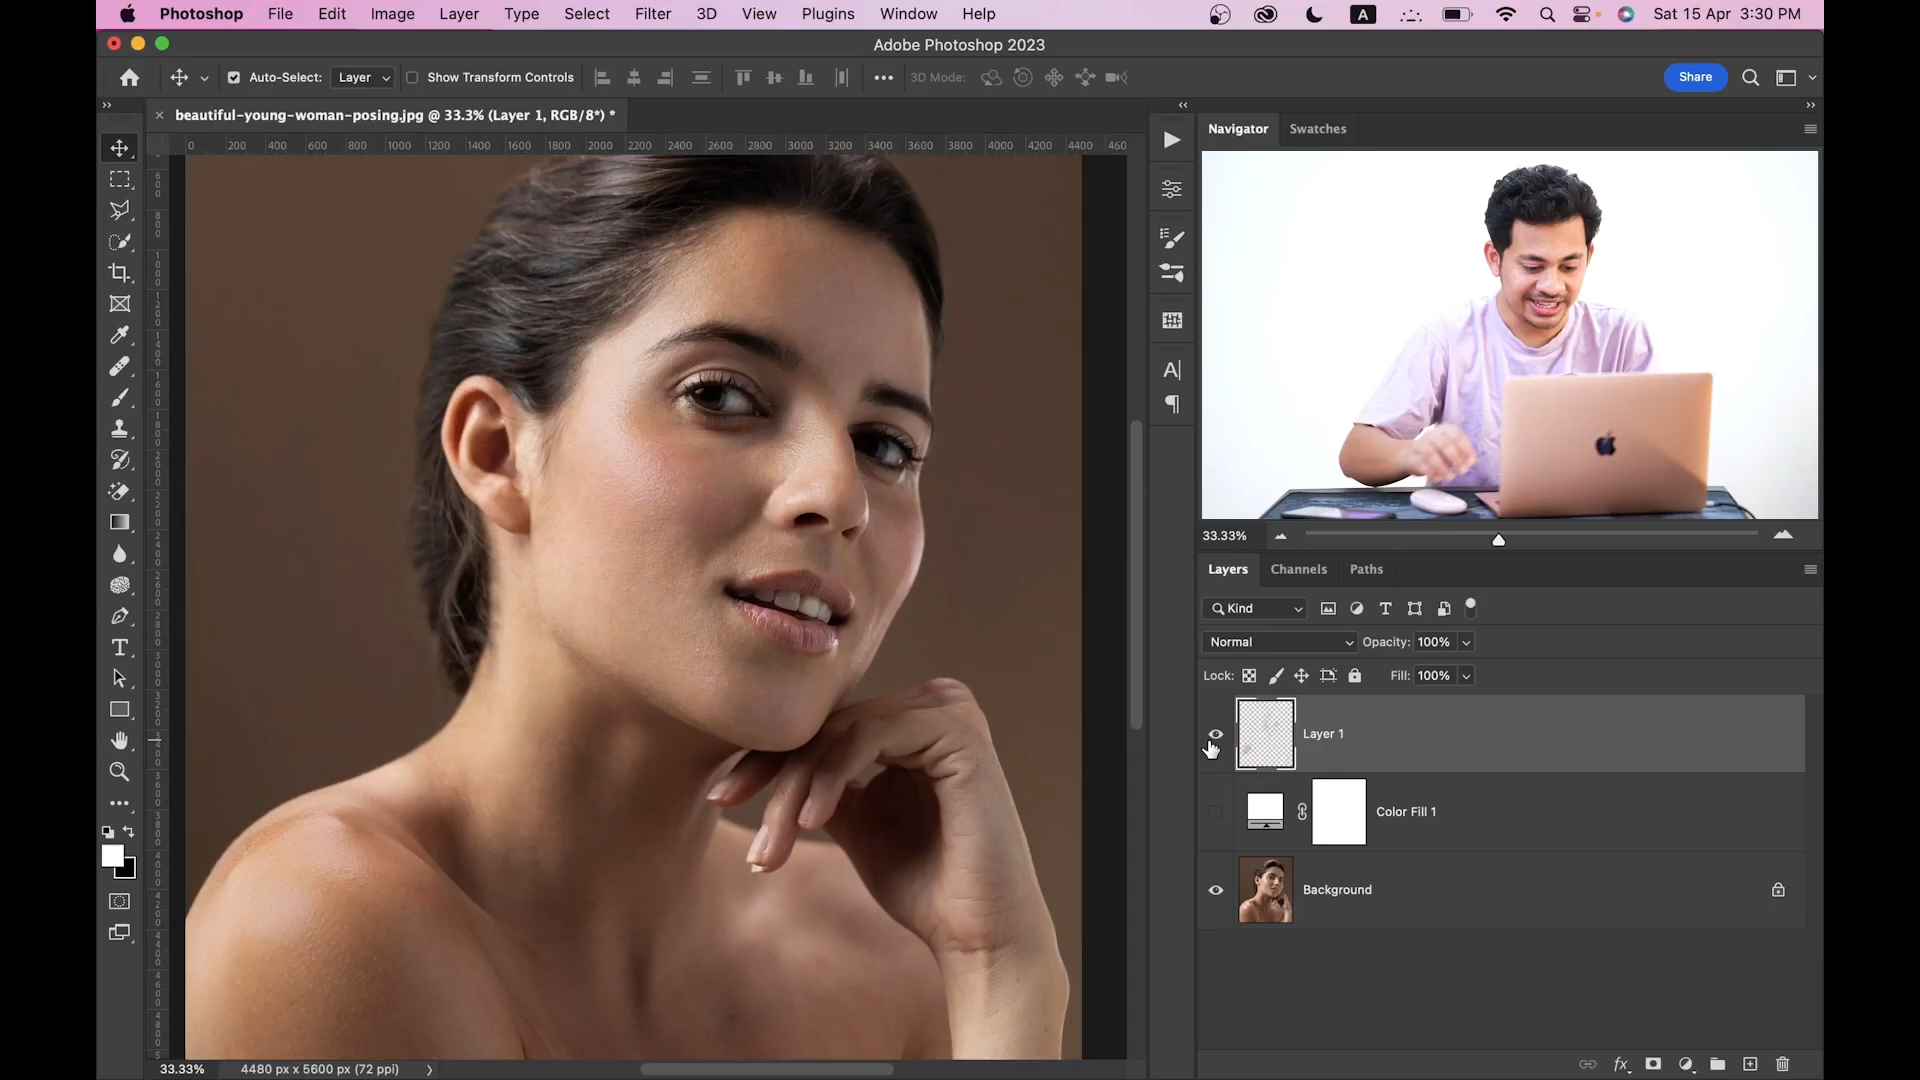 Photoshop File Edit Image Layer Type Select Filter 3D View Plugins Window Help A Sat 15 Apr 3:30 PM
Adobe Photoshop 2023
Auto-Select: Layer Show Transform Controls 3D Mode: Share
beautiful-young-woman-posing.jpg @ 33.3% (Layer 1, RGB/8*) *
Navigator Swatches
0 200 400 600 800 1000 1200 1400 1600 1800 2000 2200 2400 2600 2800 3000 3200 3400 3600 3800 4000 4200 4400 460
33.33%
Layers Channels Paths
Kind
Normal Opacity: 100%
Lock: Fill: 100%
Layer 1
Color Fill 1
Background
33.33% 4480 px x 5600 px (72 ppi)
fx